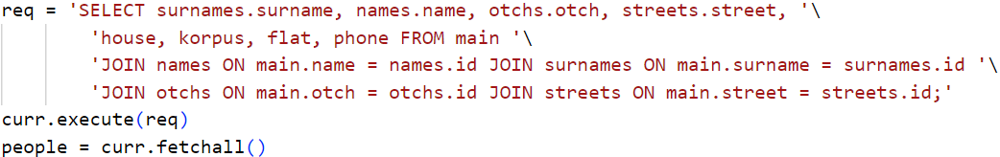 req = 'SELECT surnames.surname, names.name, otchs.otch, streets.street, '\
'house, korpus, flat, phone FROM main '\
'JOIN names ON main.name = names.id JOIN surnames ON main.surname = surnames.id '\
'JOIN otchs ON main.otch = otchs.id JOIN streets ON main.street = streets.id;'
curr.execute(req)
people = curr.fetchall()